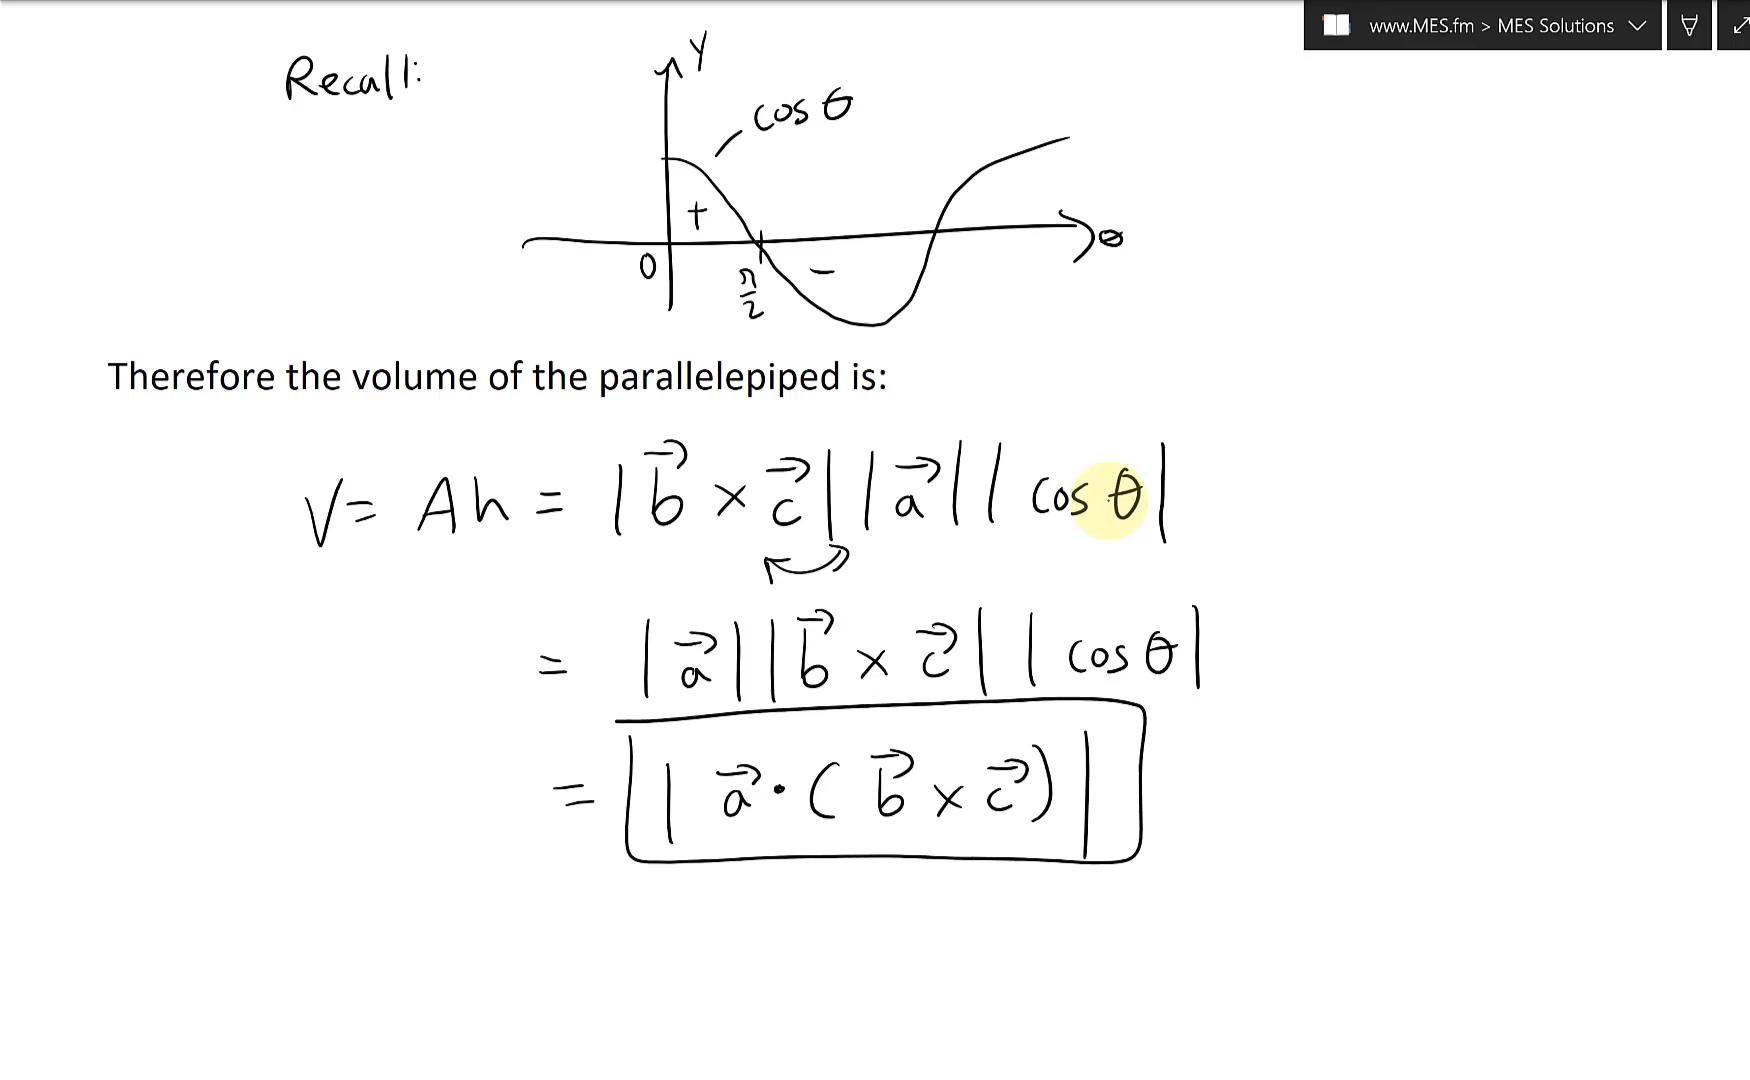 www.MES.fm > MES Solutions
Recall:
Y
cos θ
+
0
π/2
−
θ
Therefore the volume of the parallelepiped is:
V = Ah = |b⃗ × c⃗||a⃗||cos θ|
= |a⃗||b⃗ × c⃗||cos θ|
= |a⃗ · (b⃗ × c⃗)|